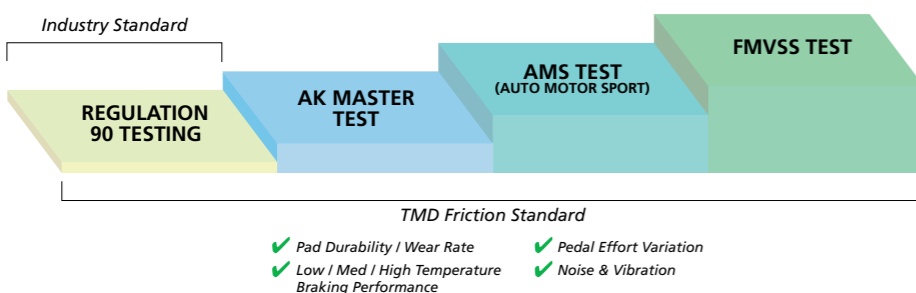 Industry Standard
REGULATION
90 TESTING
AK MASTER
TEST
AMS TEST
(AUTO MOTOR SPORT)
FMVSS TEST
TMD Friction Standard
✔ Pad Durability / Wear Rate
✔ Low / Med / High Temperature
Braking Performance
✔ Pedal Effort Variation
✔ Noise & Vibration